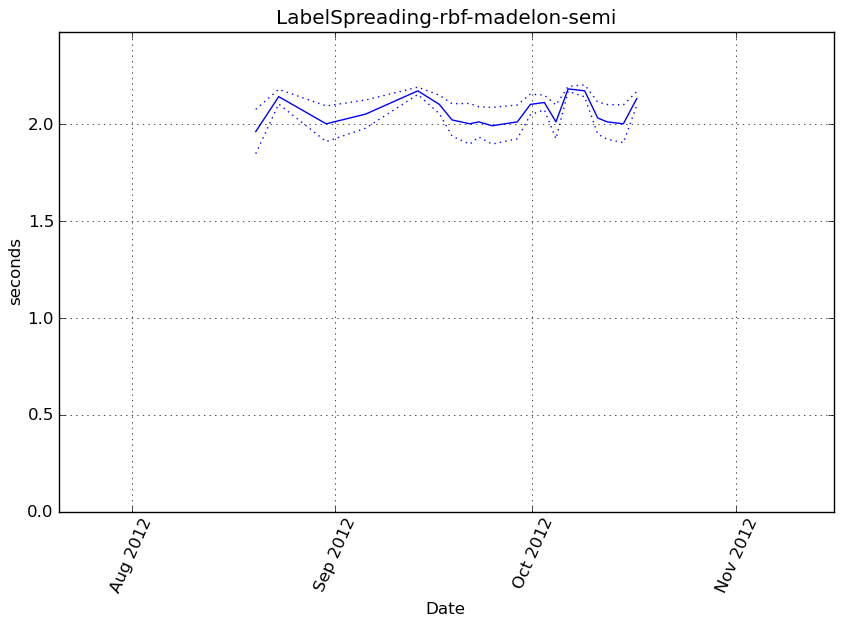 LabelSpreading-rbf-madelon-semi
2.0
1.5
1.0
0.5
0.0
seconds
Aug 2012
Sep 2012
Oct 2012
Nov 2012
Date